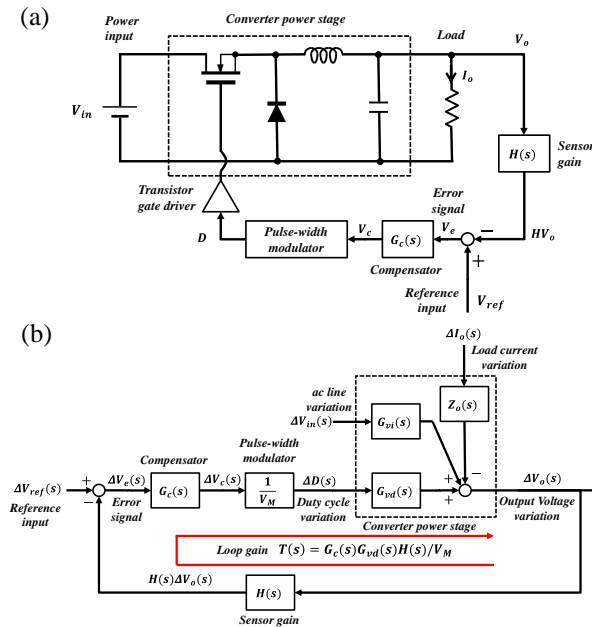 (a)
Power
input
Converter power stage
Load
V_o
I_o
V_in
H(s)
Sensor
gain
Transistor
gate driver
Error
signal
D
Pulse-width
modulator
V_c
G_c(s)
V_e
−
HV_o
Compensator
+
Reference
input
V_ref
(b)
ΔI_o(s)
Load current
variation
ac line
variation
Z_o(s)
ΔV_in(s)
G_vi(s)
Pulse-width
modulator
Compensator
−
ΔV_ref(s)
+
ΔV_e(s)
G_c(s)
ΔV_c(s)
1
V_M
ΔD(s)
G_vd(s)
+
+
ΔV_o(s)
Reference
input
−
Error
signal
Duty cycle
variation
Output Voltage
variation
Converter power stage
Loop gain T(s) = G_c(s)G_vd(s)H(s)/V_M
H(s)ΔV_o(s)
H(s)
Sensor gain